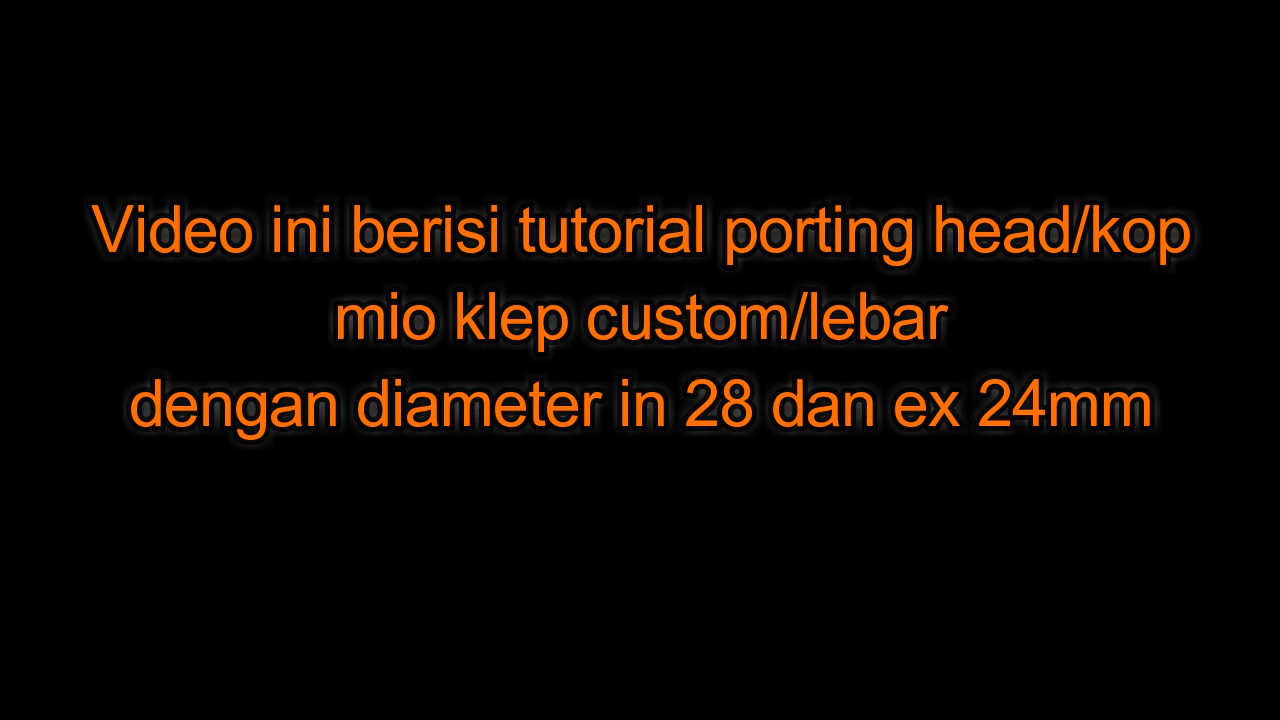 Video ini berisi tutorial porting head/kop
mio klep custom/lebar
dengan diameter in 28 dan ex 24mm